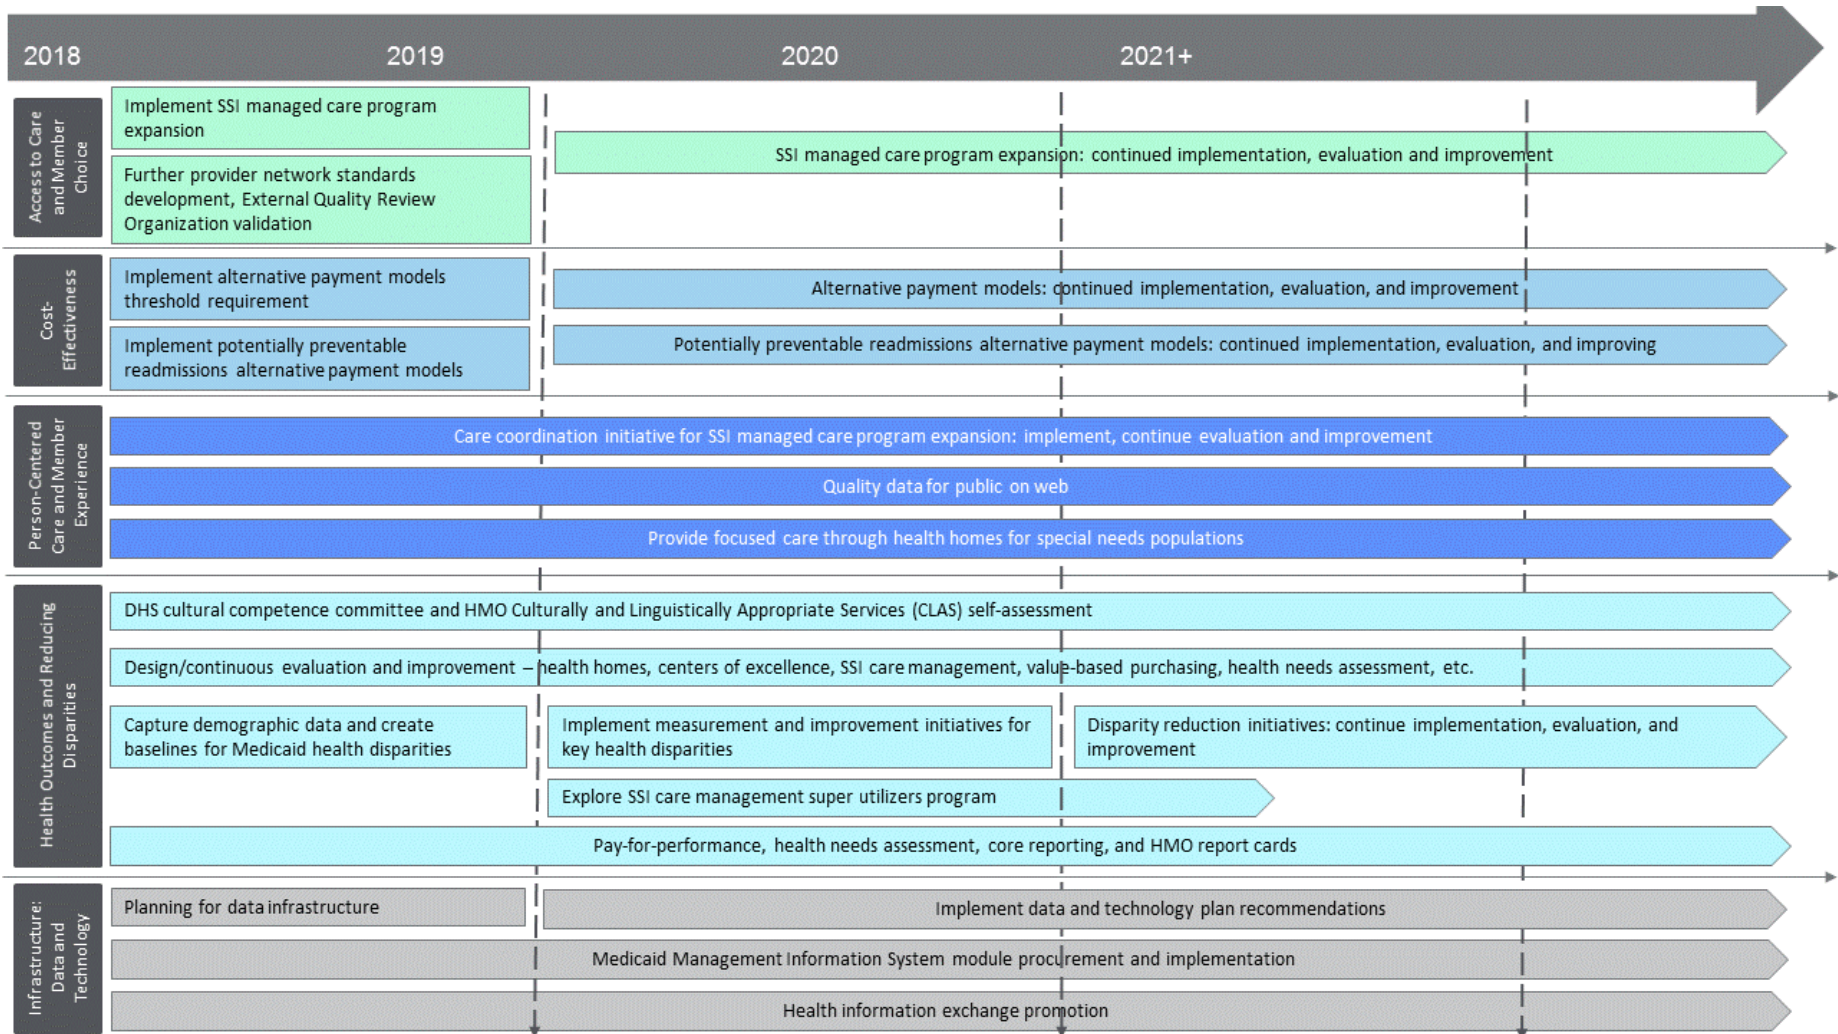 2018 2019 2020 2021+
Access to Care
and Member
Choice
Implement SSI managed care program
expansion
Further provider network standards
development, External Quality Review
Organization validation
SSI managed care program expansion: continued implementation, evaluation and improvement
Cost-
Effectiveness
Implement alternative payment models
threshold requirement
Implement potentially preventable
readmissions alternative payment models
Alternative payment models: continued implementation, evaluation, and improvement
Potentially preventable readmissions alternative payment models: continued implementation, evaluation, and improving
Person-Centered
Care and Member
Experience
Care coordination initiative for SSI managed care program expansion: implement, continue evaluation and improvement
Quality data for public on web
Provide focused care through health homes for special needs populations
Health Outcomes and Reducing
Disparities
DHS cultural competence committee and HMO Culturally and Linguistically Appropriate Services (CLAS) self-assessment
Design/continuous evaluation and improvement – health homes, centers of excellence, SSI care management, value-based purchasing, health needs assessment, etc.
Capture demographic data and create
baselines for Medicaid health disparities
Implement measurement and improvement initiatives for
key health disparities
Disparity reduction initiatives: continue implementation, evaluation, and
improvement
Explore SSI care management super utilizers program
Pay-for-performance, health needs assessment, core reporting, and HMO report cards
Infrastructure:
Data and
Technology
Planning for data infrastructure
Implement data and technology plan recommendations
Medicaid Management Information System module procurement and implementation
Health information exchange promotion